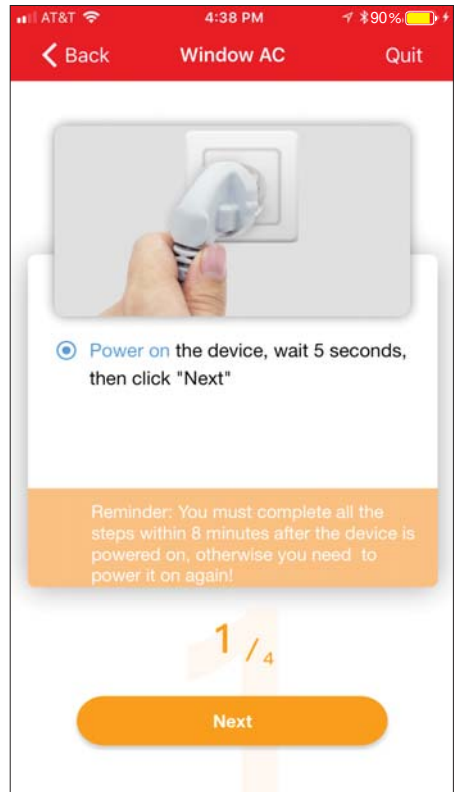 AT&T 4:38 PM 90%
Back Window AC Quit
Power on the device, wait 5 seconds,
then click "Next"
Reminder: You must complete all the
steps within 8 minutes after the device is
powered on, otherwise you need to
power it on again!
1 / 4
Next